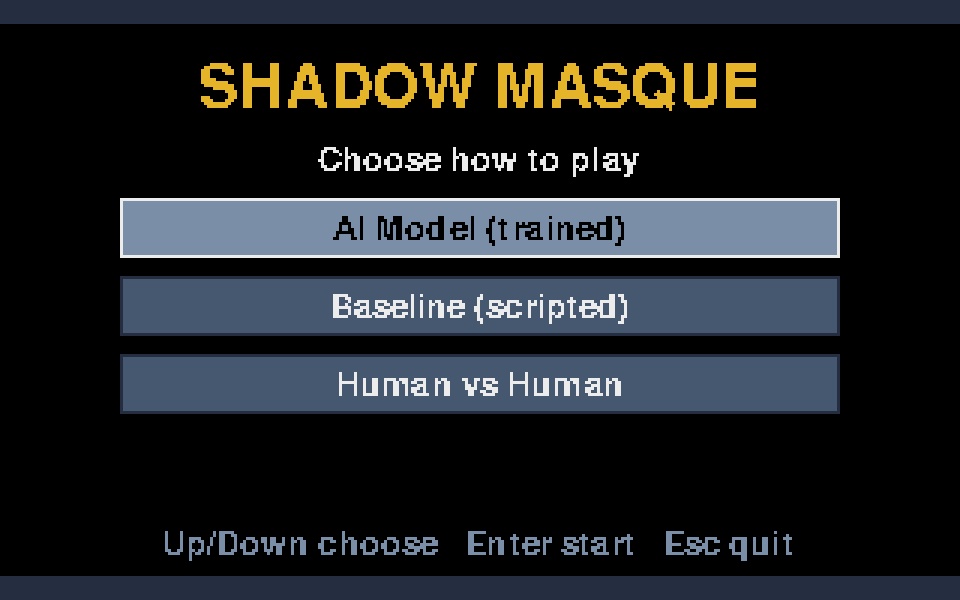 SHADOW MASQUE
Choose how to play
AI Model (trained)
Baseline (scripted)
Human vs Human
Up/Down choose   Enter start   Esc quit